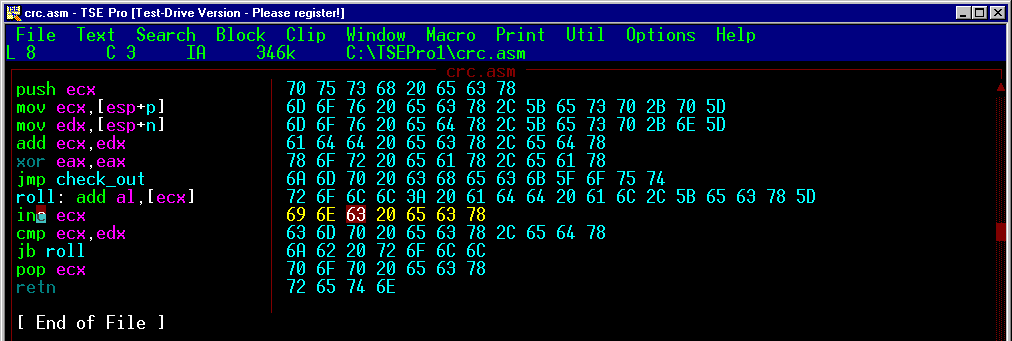 crc.asm - TSE Pro [Test-Drive Version - Please register!]
File Text Search Block Clip Window Macro Print Util Options Help
L 8 C 3 IA 346k C:\TSEPro1\crc.asm
crc.asm
push ecx 70 75 73 68 20 65 63 78
mov ecx,[esp+p] 6D 6F 76 20 65 63 78 2C 5B 65 73 70 2B 70 5D
mov edx,[esp+n] 6D 6F 76 20 65 64 78 2C 5B 65 73 70 2B 6E 5D
add ecx,edx 61 64 64 20 65 63 78 2C 65 64 78
xor eax,eax 78 6F 72 20 65 61 78 2C 65 61 78
jmp check_out 6A 6D 70 20 63 68 65 63 6B 5F 6F 75 74
roll: add al,[ecx] 72 6F 6C 6C 3A 20 61 64 64 20 61 6C 2C 5B 65 63 78 5D
inc ecx 69 6E 63 20 65 63 78
cmp ecx,edx 63 6D 70 20 65 63 78 2C 65 64 78
jb roll 6A 62 20 72 6F 6C 6C
pop ecx 70 6F 70 20 65 63 78
retn 72 65 74 6E
[ End of File ]